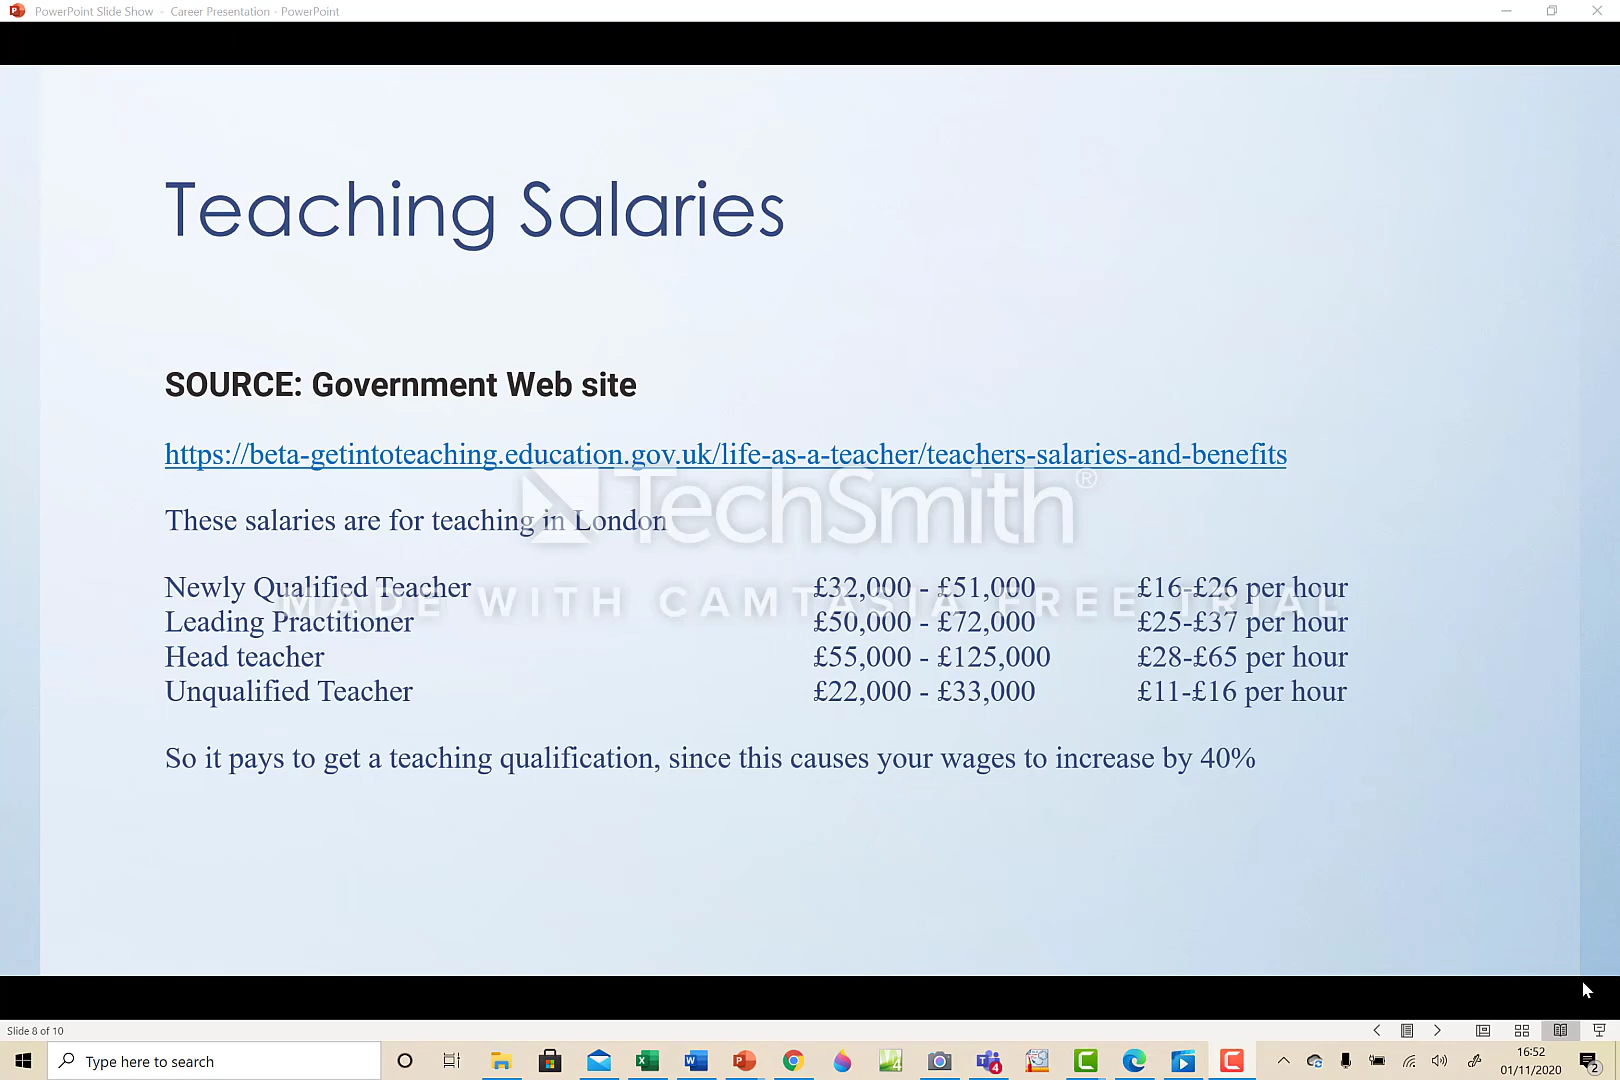 PowerPoint Slide Show - Career Presentation - PowerPoint
Teaching Salaries
SOURCE: Government Web site
https://beta-getintoteaching.education.gov.uk/life-as-a-teacher/teachers-salaries-and-benefits
TechSmith®
These salaries are for teaching in London
MADE WITH CAMTASIA FREE TRIAL
Newly Qualified Teacher £32,000 - £51,000 £16-£26 per hour
Leading Practitioner £50,000 - £72,000 £25-£37 per hour
Head teacher £55,000 - £125,000 £28-£65 per hour
Unqualified Teacher £22,000 - £33,000 £11-£16 per hour
So it pays to get a teaching qualification, since this causes your wages to increase by 40%
Slide 8 of 10
Type here to search
4
16:52
01/11/2020
2